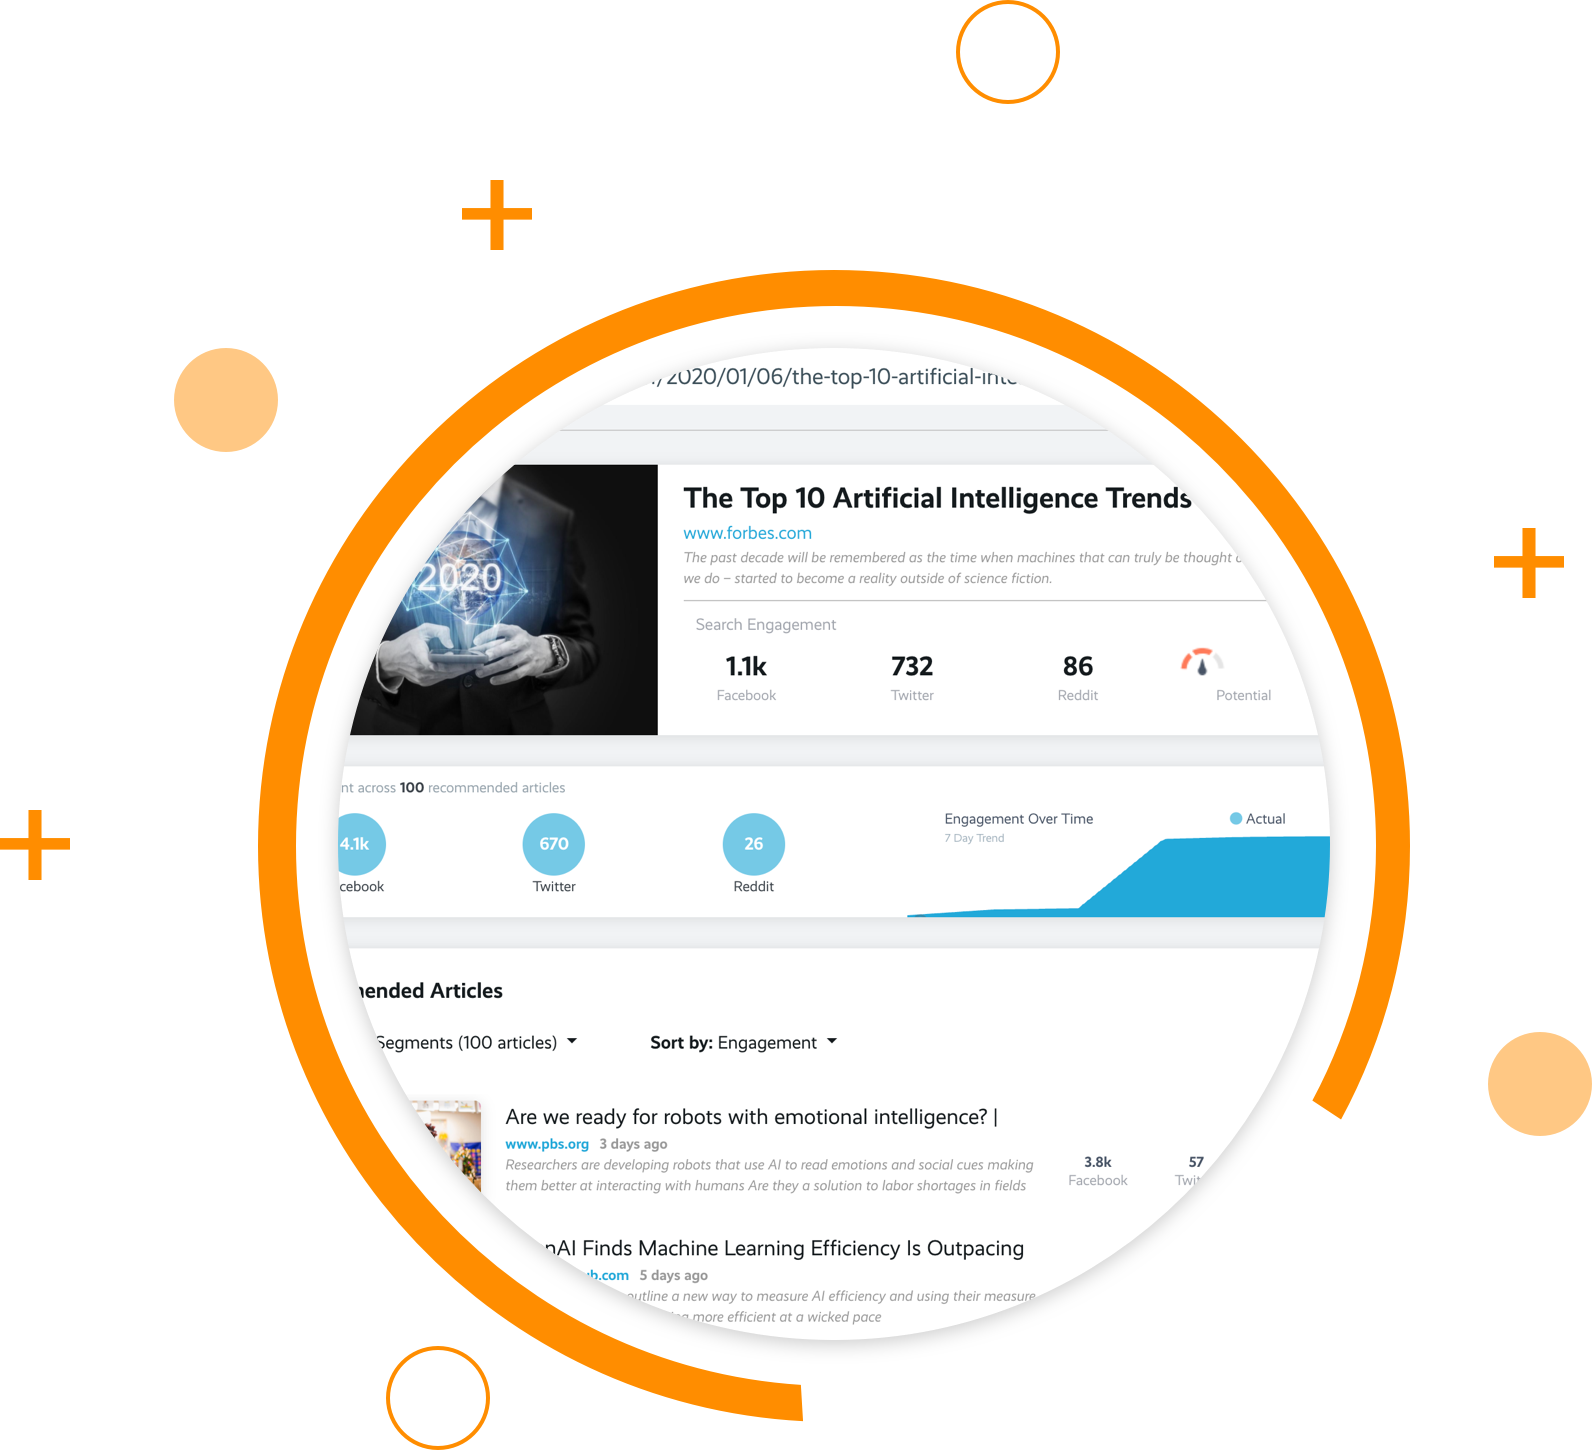 /2020/01/06/the-top-10-artificial-inte
The Top 10 Artificial Intelligence Trends
www.forbes.com
The past decade will be remembered as the time when machines that can truly be thought
we do – started to become a reality outside of science fiction.
Search Engagement
1.1k 732 86
Facebook Twitter Reddit Potential
2020
nt across 100 recommended articles
4.1k 670 26
cebook Twitter Reddit
Engagement Over Time
Actual
7 Day Trend
ended Articles
Segments (100 articles) Sort by: Engagement
Are we ready for robots with emotional intelligence? |
www.pbs.org 3 days ago
Researchers are developing robots that use AI to read emotions and social cues making
them better at interacting with humans Are they a solution to labor shortages in fields
3.8k 57
Facebook Twit
nAI Finds Machine Learning Efficiency Is Outpacing
b.com 5 days ago
outline a new way to measure AI efficiency and using their measure
more efficient at a wicked pace